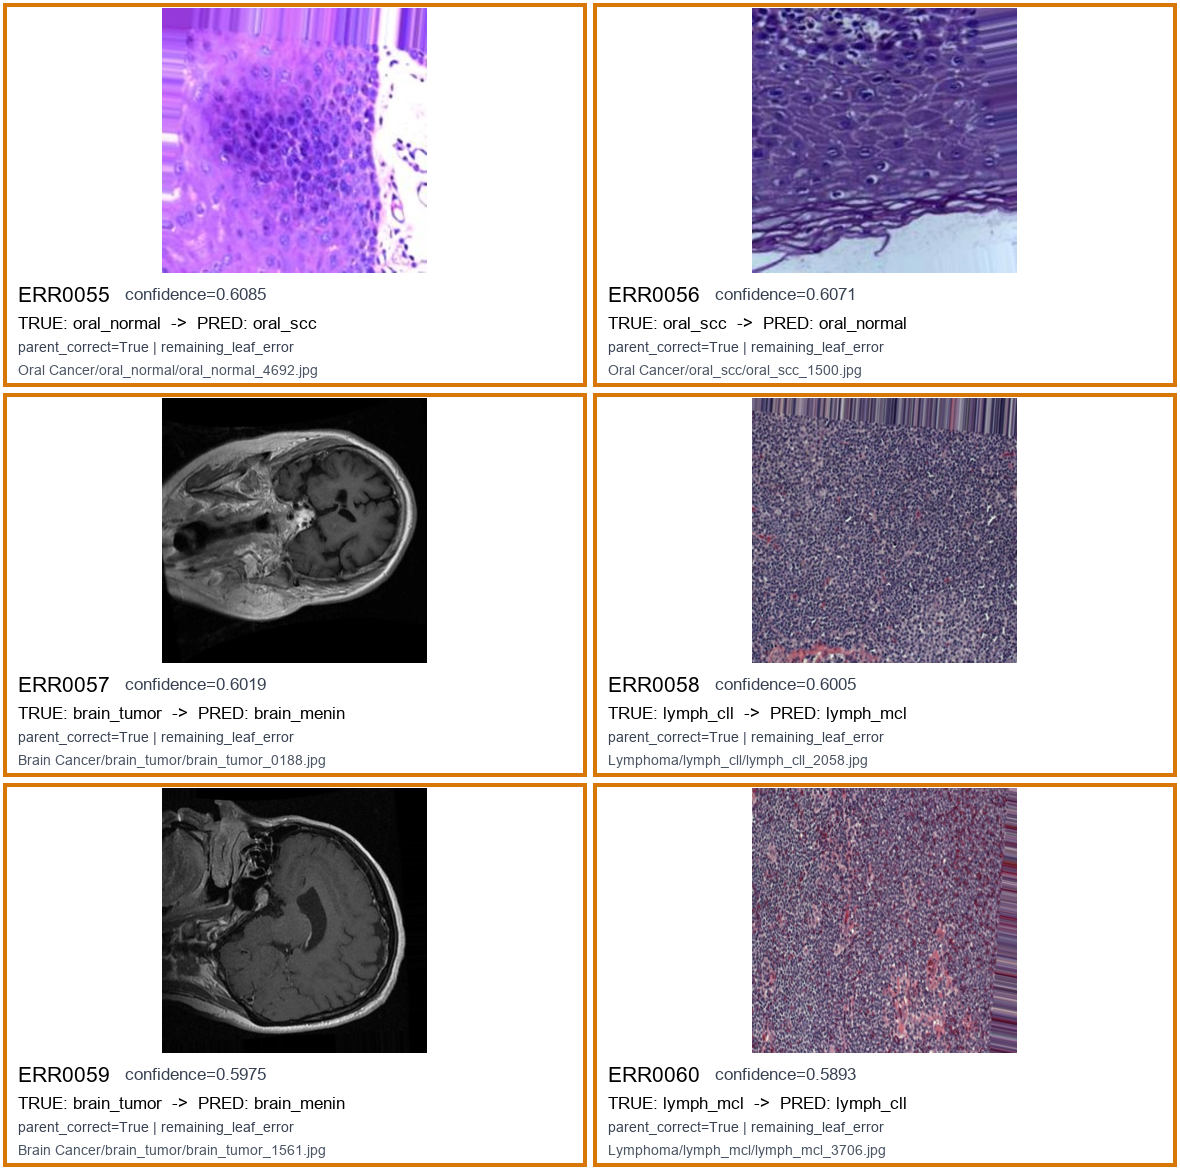 ERR0055 confidence=0.6085
TRUE: oral_normal -> PRED: oral_scc
parent_correct=True | remaining_leaf_error
Oral Cancer/oral_normal/oral_normal_4692.jpg
ERR0056 confidence=0.6071
TRUE: oral_scc -> PRED: oral_normal
parent_correct=True | remaining_leaf_error
Oral Cancer/oral_scc/oral_scc_1500.jpg
ERR0057 confidence=0.6019
TRUE: brain_tumor -> PRED: brain_menin
parent_correct=True | remaining_leaf_error
Brain Cancer/brain_tumor/brain_tumor_0188.jpg
ERR0058 confidence=0.6005
TRUE: lymph_cll -> PRED: lymph_mcl
parent_correct=True | remaining_leaf_error
Lymphoma/lymph_cll/lymph_cll_2058.jpg
ERR0059 confidence=0.5975
TRUE: brain_tumor -> PRED: brain_menin
parent_correct=True | remaining_leaf_error
Brain Cancer/brain_tumor/brain_tumor_1561.jpg
ERR0060 confidence=0.5893
TRUE: lymph_mcl -> PRED: lymph_cll
parent_correct=True | remaining_leaf_error
Lymphoma/lymph_mcl/lymph_mcl_3706.jpg